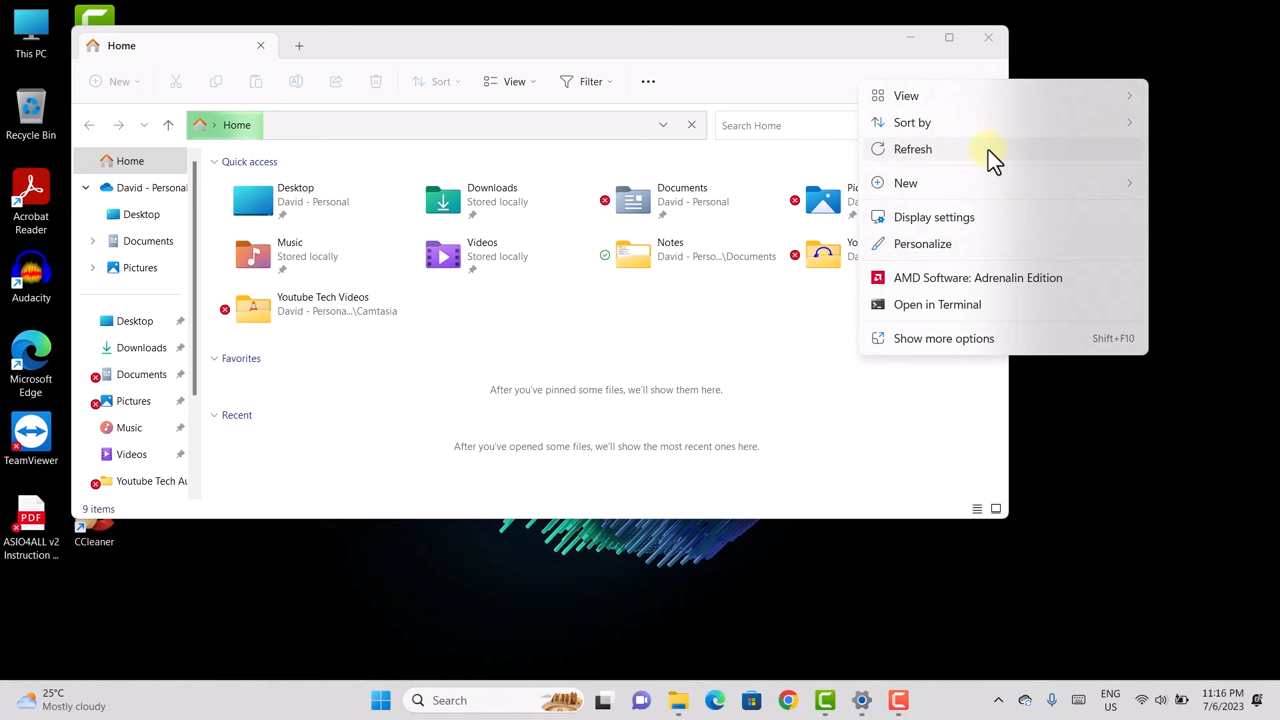 This PC
Recycle Bin
Acrobat
Reader
Audacity
Microsoft
Edge
TeamViewer
PDF
ASIO4ALL v2
Instruction ...
CCleaner
Home
New
Sort
View
Filter
Home
Search Home
Home
David - Personal
Desktop
Documents
Pictures
Desktop
Downloads
Documents
Pictures
Music
Videos
Youtube Tech Au
Quick access
Desktop
David - Personal
Downloads
Stored locally
Documents
David - Personal
Pic
Da
Music
Stored locally
Videos
Stored locally
Notes
David - Perso...\Documents
Yo
Da
Youtube Tech Videos
David - Persona...\Camtasia
Favorites
After you've pinned some files, we'll show them here.
Recent
After you've opened some files, we'll show the most recent ones here.
9 items
View
Sort by
Refresh
New
Display settings
Personalize
AMD Software: Adrenalin Edition
Open in Terminal
Show more options Shift+F10
25°C
Mostly cloudy
Search
ENG
US
11:16 PM
7/6/2023